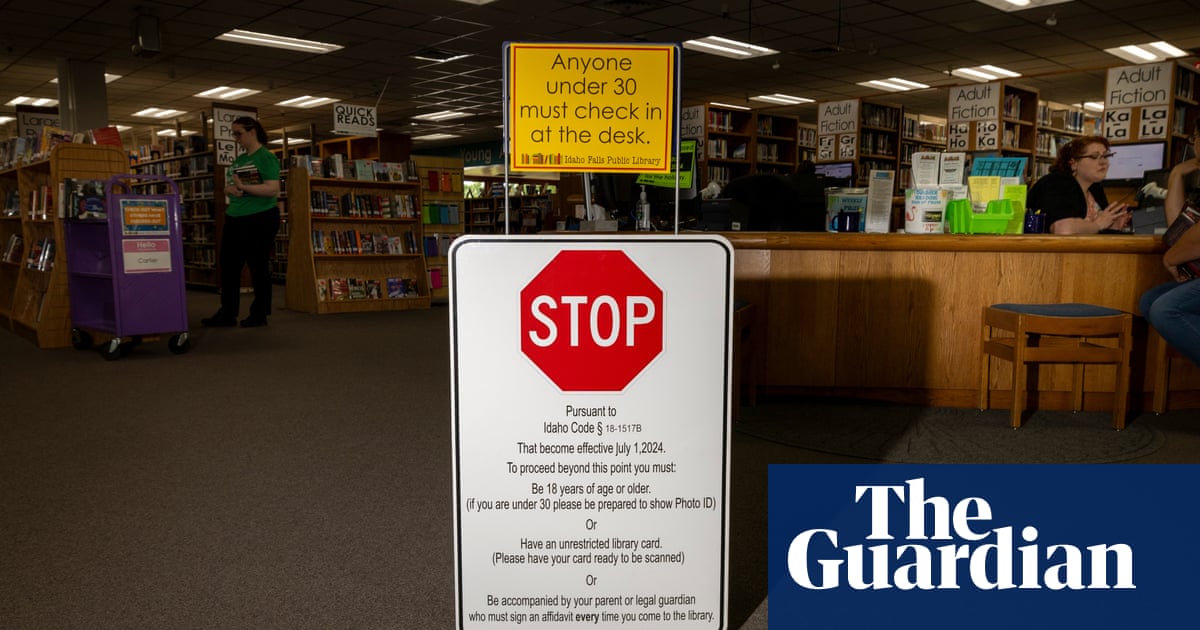 Anyone
under 30
must check in
at the desk.
Idaho Falls Public Library
STOP
Pursuant to
Idaho Code § 18-1517B
That become effective July 1,2024.
To proceed beyond this point you must:
Be 18 years of age or older.
(if you are under 30 please be prepared to show Photo ID)
Or
Have an unrestricted library card.
(Please have your card ready to be scanned)
Or
Be accompanied by your parent or legal guardian
who must sign an affidavit every time you come to the library.
QUICK
READS
Hello
Carlier
Adult
Fiction
Adult
Fiction
Adult
Fiction
Ka Le
La Lu
The
Guardian